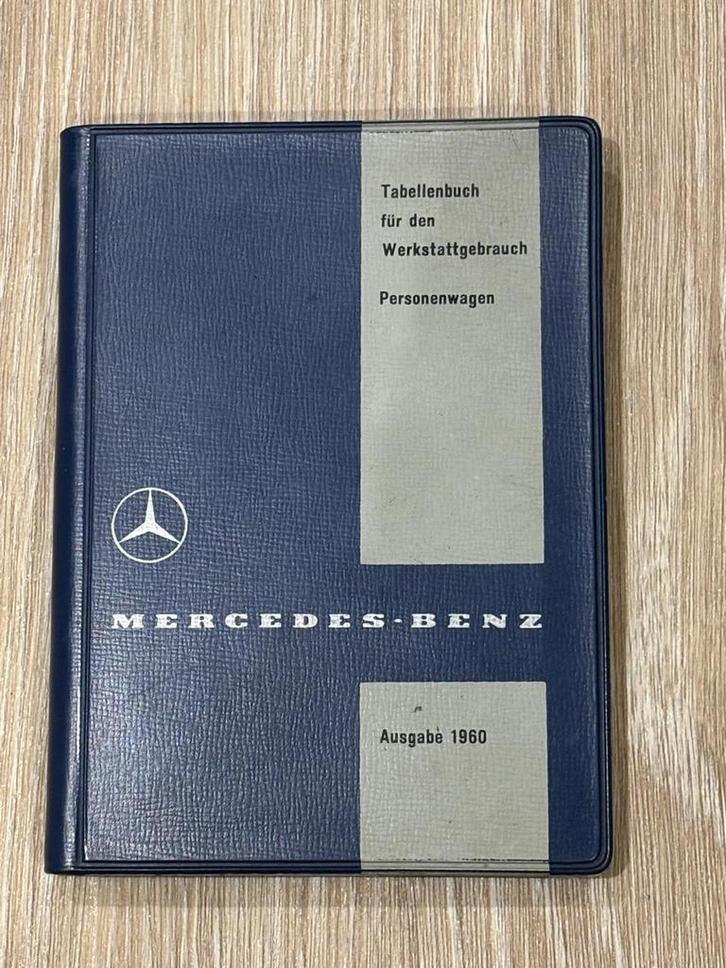 Tabellenbuch
für den
Werkstattgebrauch
Personenwagen
MERCEDES-BENZ
Ausgabe 1960